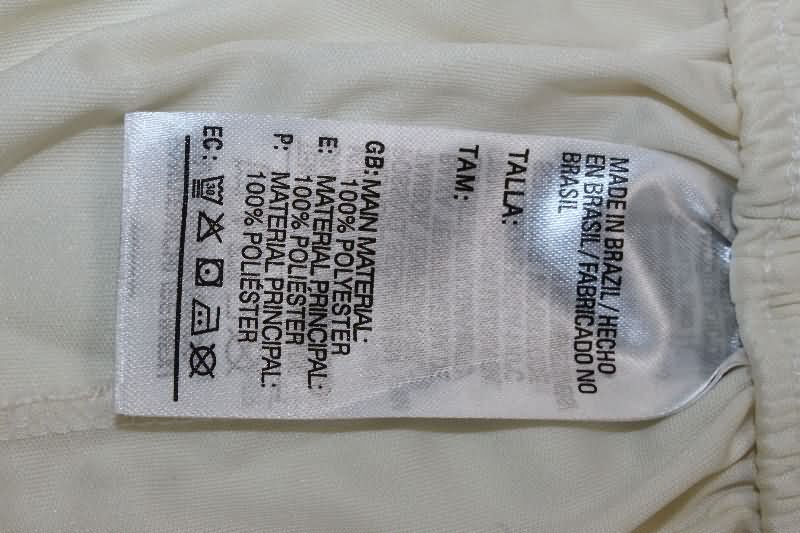 MADE IN BRAZIL/HECHO
EN BRASIL/FABRICADO NO
BRASIL
TALLA:
TAM:
GB: MAIN MATERIAL:
100% POLYESTER
E: MATERIAL PRINCIPAL:
100% POLIÉSTER
P: MATERIAL PRINCIPAL:
100% POLIÉSTER
EC: